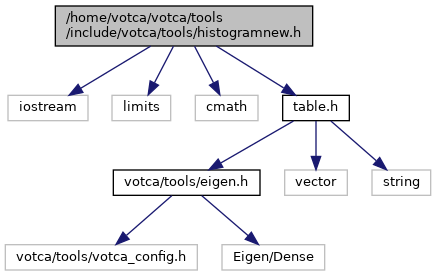 /home/votca/votca/tools
/include/votca/tools/histogramnew.h
iostream
limits
cmath
table.h
votca/tools/eigen.h
vector
string
votca/tools/votca_config.h
Eigen/Dense